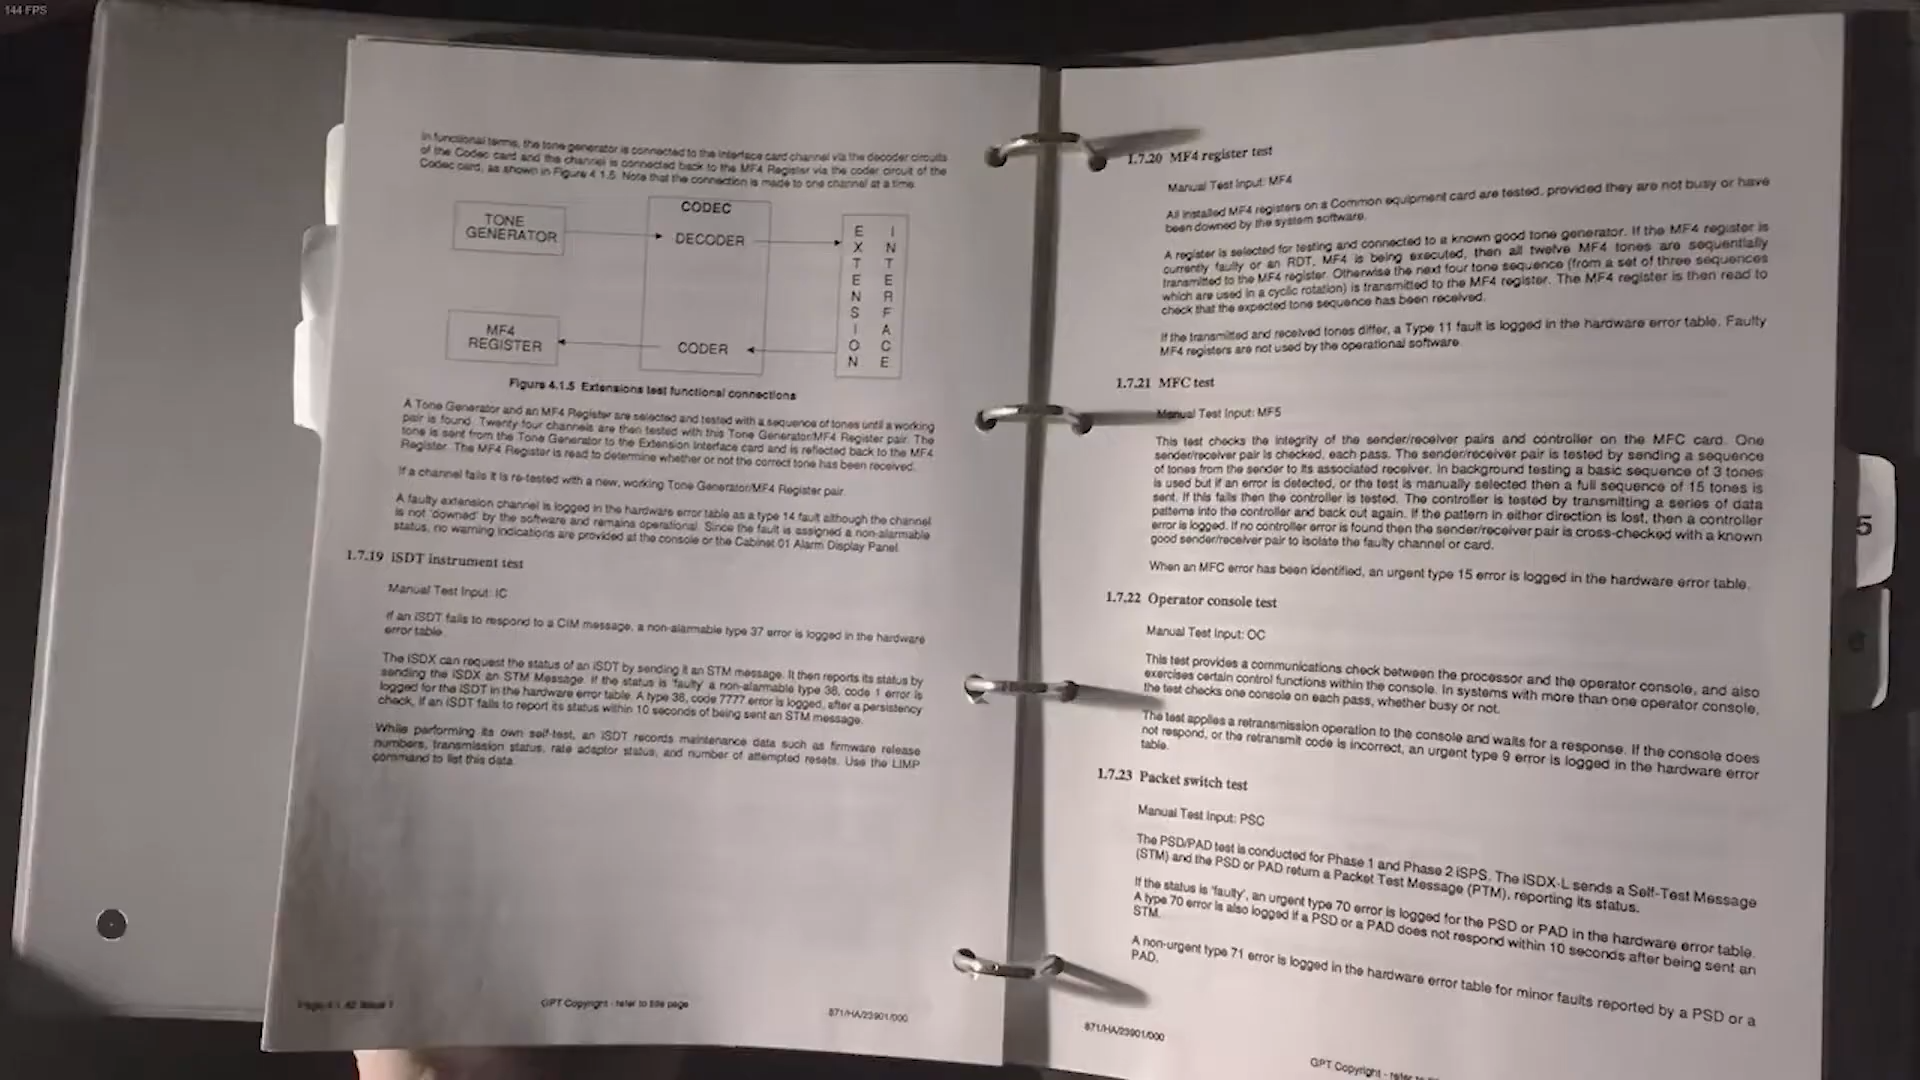 144 FPS
In functional terms, the tone generator is connected to the Interface card channel via the decoder circuits
of the Codec card and the channel is connected back to the MF4 Register via the coder circuit of the
Codec card, as shown in Figure 4.1.5. Note that the connection is made to one channel at a time.
TONE
GENERATOR
CODEC
DECODER
EXTENSION
INTERFACE
MF4
REGISTER
CODER
Figure 4.1.5 Extensions test functional connections
A Tone Generator and an MF4 Register are selected and tested with a sequence of tones until a working
pair is found. Twenty four channels are then tested with this Tone Generator/MF4 Register pair. The
tone is sent from the Tone Generator to the Extension Interface card and is reflected back to the MF4
Register. The MF4 Register is read to determine whether or not the correct tone has been received.
If a channel fails it is re-tested with a new, working Tone Generator/MF4 Register pair.
A faulty extension channel is logged in the hardware error table as a type 14 fault although the channel
is not 'downed' by the software and remains operational. Since the fault is assigned a non-alarmable
status, no warning indications are provided at the console or the Cabinet 01 Alarm Display Panel.
1.7.19 iSDT instrument test
Manual Test Input: IC
If an iSDT fails to respond to a CIM message, a non-alarmable type 37 error is logged in the hardware
error table.
The iSDX can request the status of an iSDT by sending it an STM message. It then reports its status by
sending the iSDX an STM Message. If the status is 'faulty' a non-alarmable type 38, code 1 error is
logged for the iSDT in the hardware error table. A type 38, code 7777 error is logged, after a persistency
check, if an iSDT fails to report its status within 10 seconds of being sent an STM message.
While performing its own self-test, an iSDT records maintenance data such as firmware release
numbers, transmission status, rate adaptor status, and number of attempted resets. Use the LIMP
command to list this data.
Page 4.1.42 Issue 1
GPT Copyright - refer to title page
871/HA/23901/000
1.7.20 MF4 register test
Manual Test Input: MF4
All installed MF4 registers on a Common equipment card are tested, provided they are not busy or have
been downed by the system software.
A register is selected for testing and connected to a known good tone generator. If the MF4 register is
currently faulty or an RDT, MF4 is being executed, then all twelve MF4 tones are sequentially
transmitted to the MF4 register. Otherwise the next four tone sequence (from a set of three sequences
which are used in a cyclic rotation) is transmitted to the MF4 register. The MF4 register is then read to
check that the expected tone sequence has been received.
If the transmitted and received tones differ, a Type 11 fault is logged in the hardware error table. Faulty
MF4 registers are not used by the operational software.
1.7.21 MFC test
Manual Test Input: MF5
This test checks the integrity of the sender/receiver pairs and controller on the MFC card. One
sender/receiver pair is checked, each pass. The sender/receiver pair is tested by sending a sequence
of tones from the sender to its associated receiver. In background testing a basic sequence of 3 tones
is used but if an error is detected, or the test is manually selected then a full sequence of 15 tones is
sent. If this fails then the controller is tested. The controller is tested by transmitting a series of data
patterns into the controller and back out again. If the pattern in either direction is lost, then a controller
error is logged. If no controller error is found then the sender/receiver pair is cross-checked with a known
good sender/receiver pair to isolate the faulty channel or card.
When an MFC error has been identified, an urgent type 15 error is logged in the hardware error table.
1.7.22 Operator console test
Manual Test Input: OC
This test provides a communications check between the processor and the operator console, and also
exercises certain control functions within the console. In systems with more than one operator console,
the test checks one console on each pass, whether busy or not.
The test applies a retransmission operation to the console and waits for a response. If the console does
not respond, or the retransmit code is incorrect, an urgent type 9 error is logged in the hardware error
table.
1.7.23 Packet switch test
Manual Test Input: PSC
The PSD/PAD test is conducted for Phase 1 and Phase 2 iSPS. The iSDX-L sends a Self-Test Message
(STM) and the PSD or PAD return a Packet Test Message (PTM), reporting its status.
If the status is 'faulty', an urgent type 70 error is logged for the PSD or PAD in the hardware error table.
A type 70 error is also logged if a PSD or a PAD does not respond within 10 seconds after being sent an
STM.
A non-urgent type 71 error is logged in the hardware error table for minor faults reported by a PSD or a
PAD.
871/HA/23901/000
GPT Copyright - refer to
5